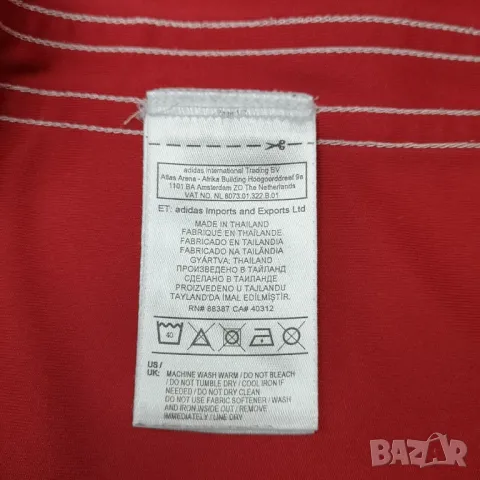 adidas International Trading BV
Atlas Arena - Afrika Building Hoogoorddreef 9a
1101 BA Amsterdam ZO The Netherlands
VAT NO. NL 8073.01.322.B.01
ET: adidas Imports and Exports Ltd
MADE IN THAILAND
FABRIQUÉ EN THAÏLANDE
FABRICADO EN TAILANDIA
FABRICADO NA TAILÂNDIA
GYÁRTVA: THAILAND
ПРОИЗВЕДЕНО В ТАИЛАНД
СДЕЛАНО В ТАИЛАНДЕ
PROIZVEDENO U TAJLANDU
TAYLAND'DA İMAL EDİLMİŞTİR.
RN# 88387 CA# 40312
40
US /
UK:
MACHINE WASH WARM / DO NOT BLEACH
/ DO NOT TUMBLE DRY / COOL IRON IF
NEEDED / DO NOT DRY CLEAN
DO NOT USE FABRIC SOFTENER / WASH
AND IRON INSIDE OUT / REMOVE
IMMEDIATELY / LINE DRY
BAZAR.bg